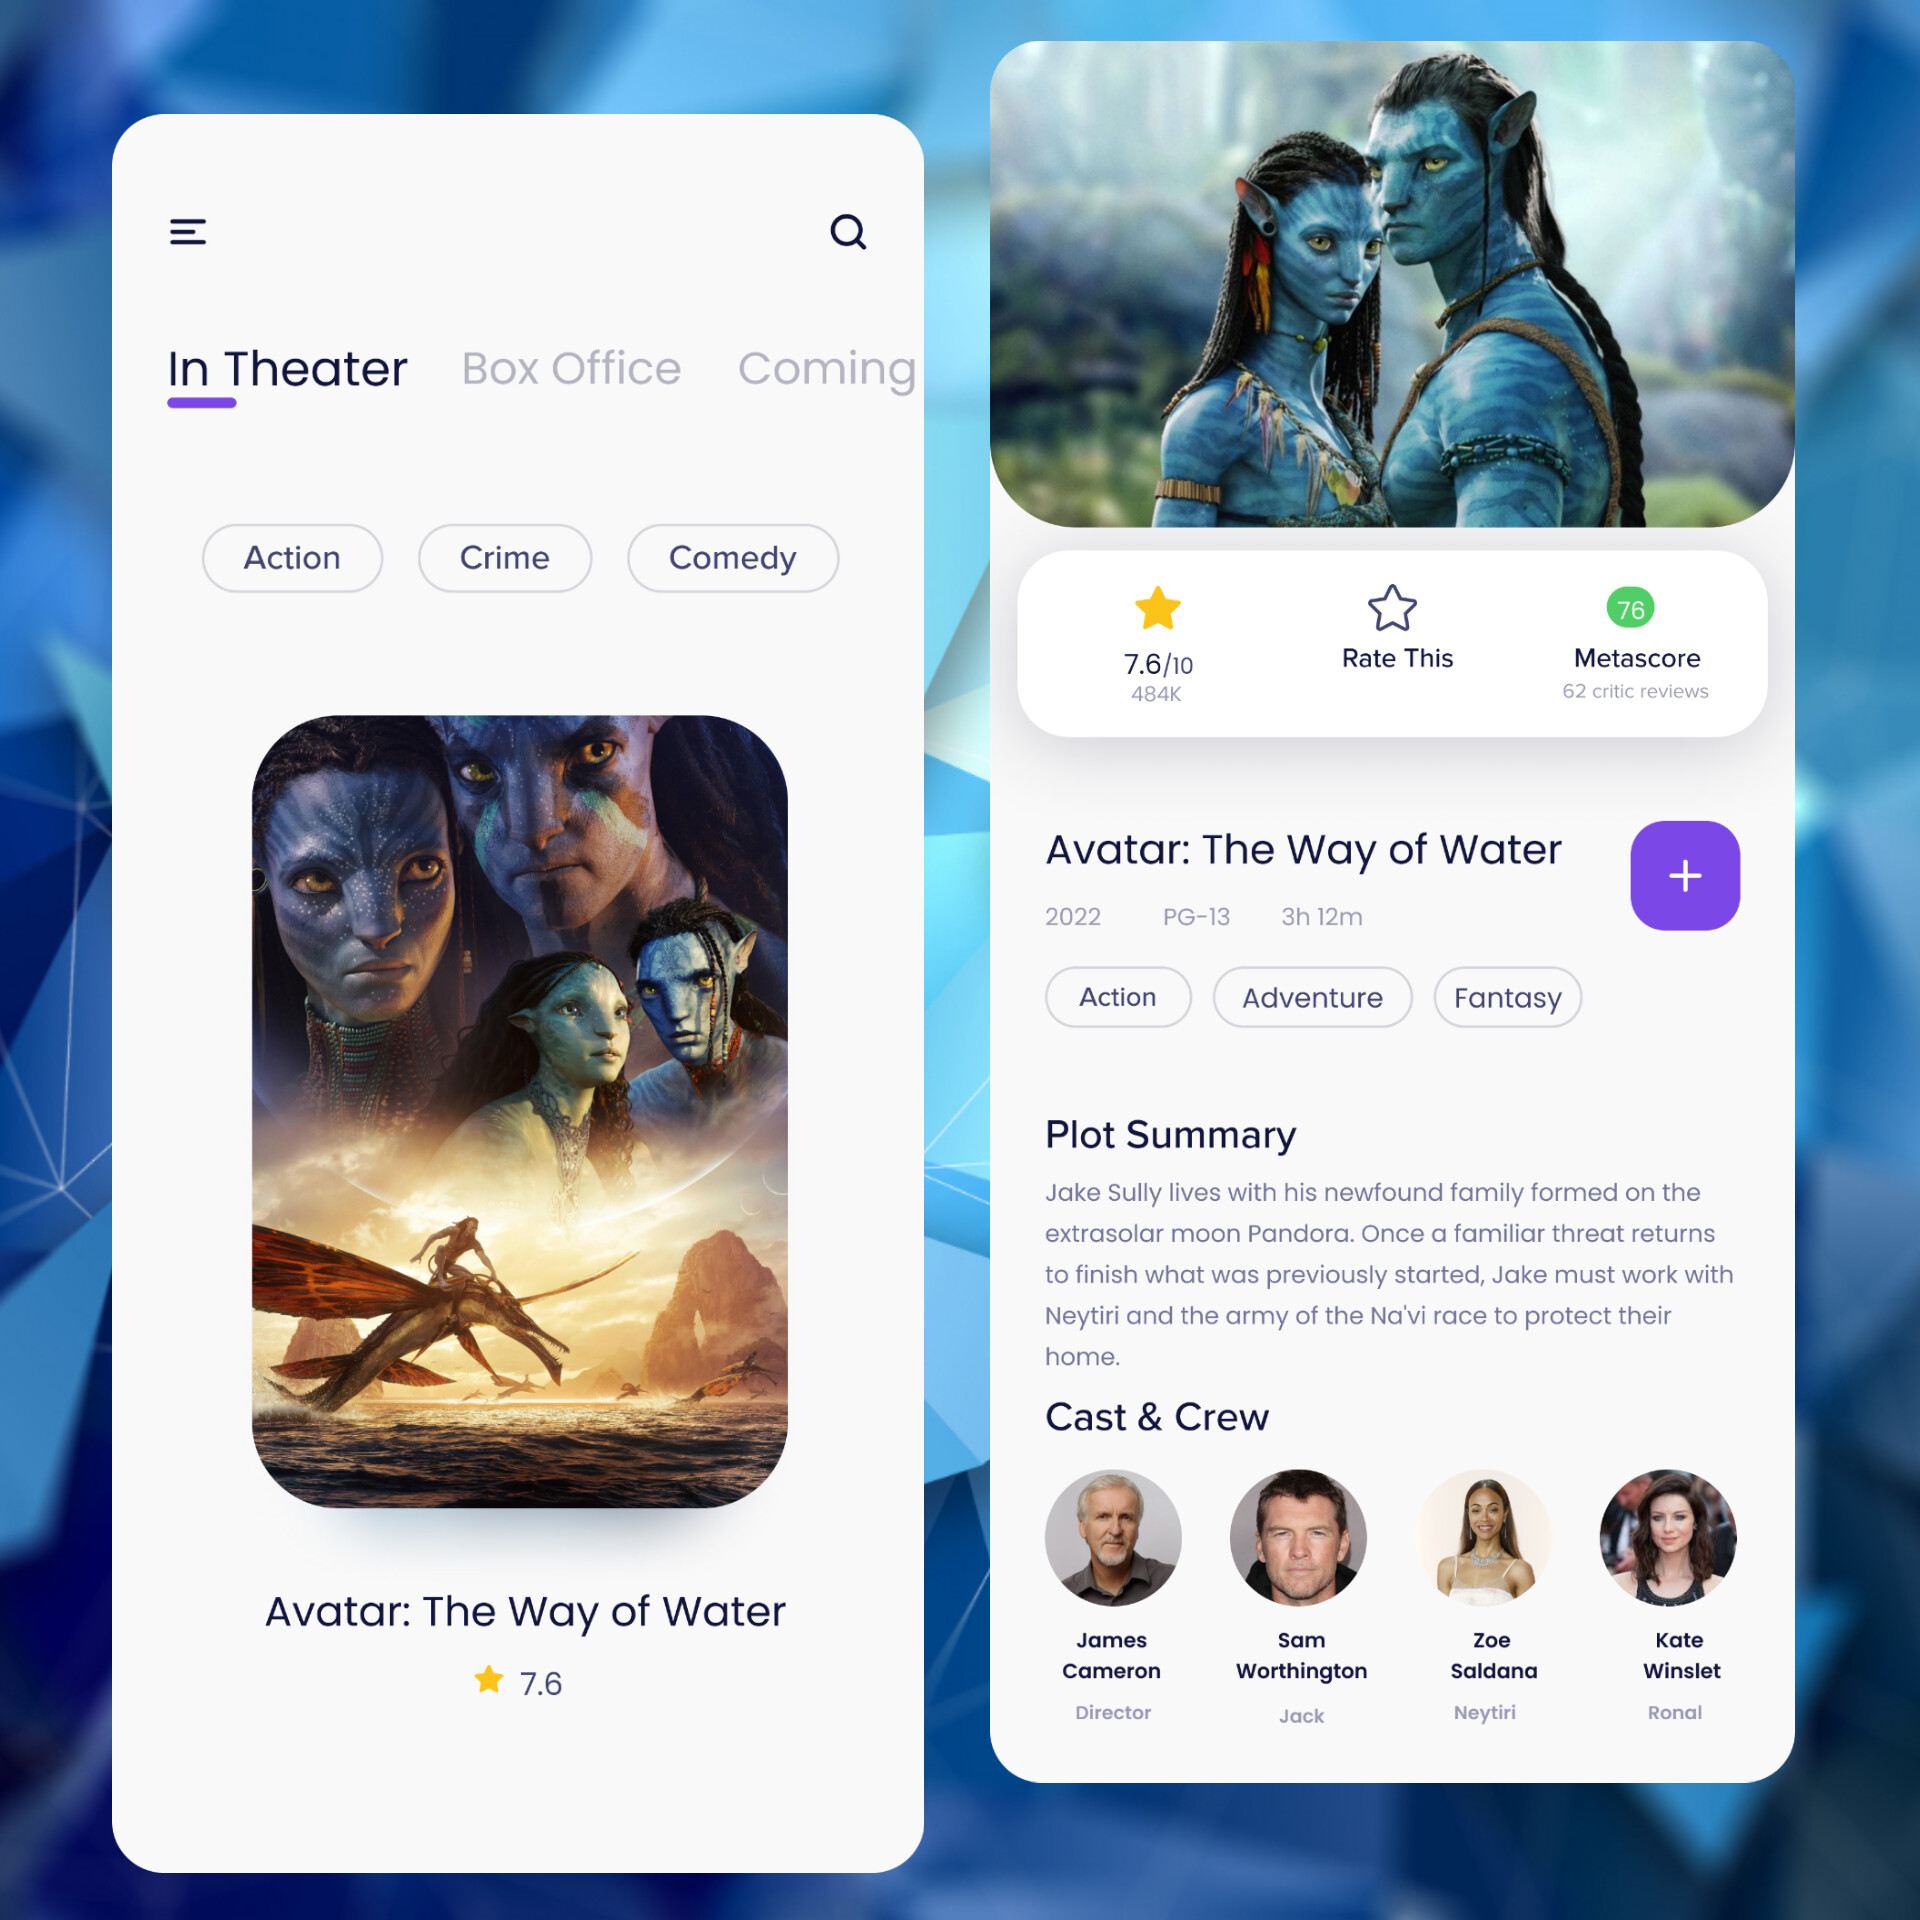 In Theater Box Office Coming
Action Crime Comedy
Avatar: The Way of Water
7.6
7.6/10
484K
Rate This
76
Metascore
62 critic reviews
Avatar: The Way of Water
2022 PG-13 3h 12m
Action Adventure Fantasy
Plot Summary
Jake Sully lives with his newfound family formed on the
extrasolar moon Pandora. Once a familiar threat returns
to finish what was previously started, Jake must work with
Neytiri and the army of the Na'vi race to protect their
home.
Cast & Crew
James
Cameron
Director
Sam
Worthington
Jack
Zoe
Saldana
Neytiri
Kate
Winslet
Ronal